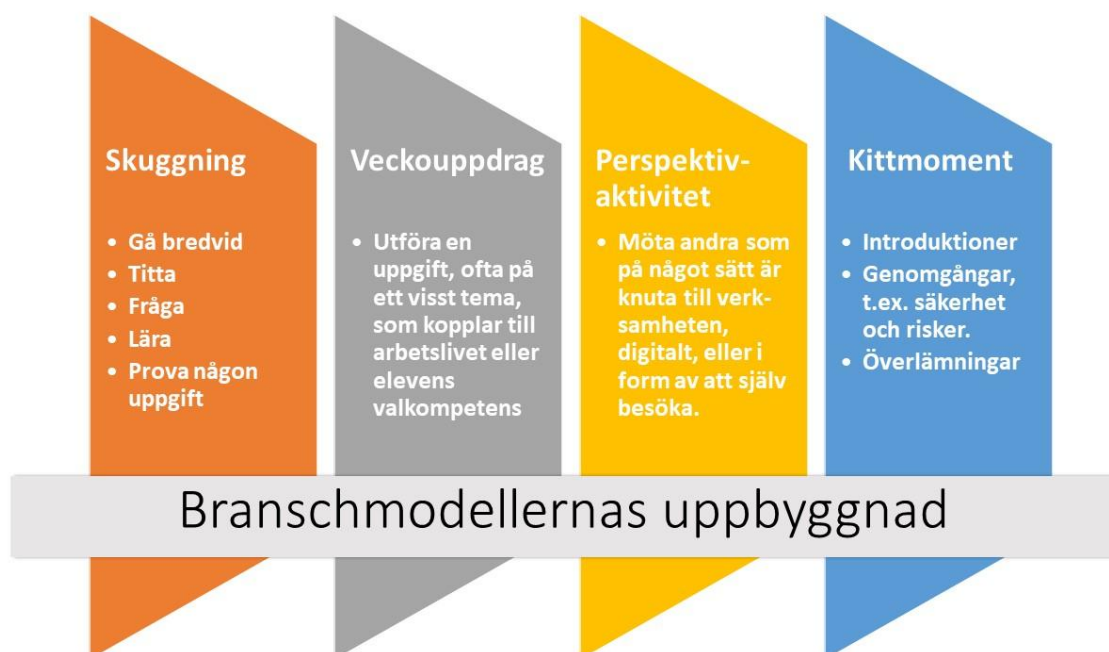 Skuggning
• Gå bredvid
• Titta
• Fråga
• Lära
• Prova någon
uppgift
Veckouppdrag
• Utföra en
uppgift, ofta på
ett visst tema,
som kopplar till
arbetslivet eller
elevens
valkompetens
Perspektiv-
aktivitet
• Möta andra som
på något sätt är
knuta till verk-
samheten,
digitalt, eller i
form av att själv
besöka.
Kittmoment
• Introduktioner
• Genomgångar,
t.ex. säkerhet
och risker.
• Överlämningar
Branschmodellernas uppbyggnad